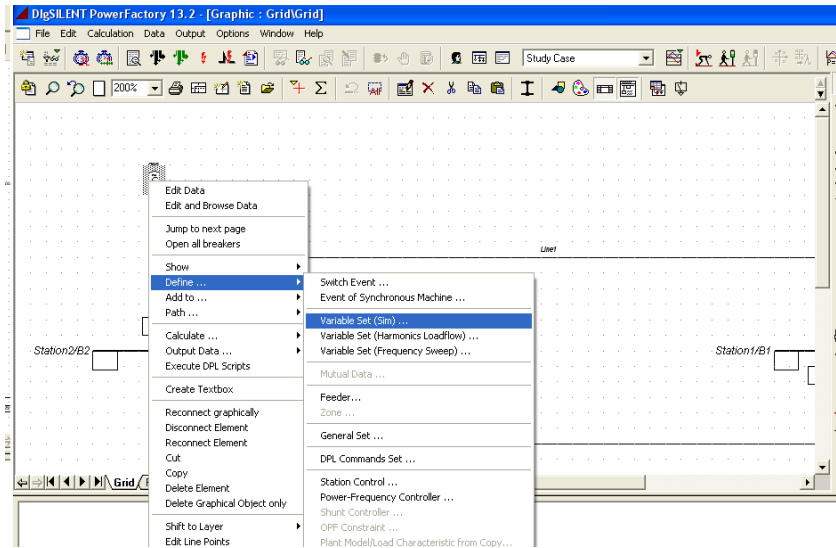 DIgSILENT PowerFactory 13.2 - [Graphic : Grid\Grid]
File Edit Calculation Data Output Options Window Help
Study Case
200%
Edit Data
Edit and Browse Data
Jump to next page
Open all breakers
Line1
Show
Define ...
Add to ...
Path ...
Calculate ...
Output Data ...
Execute DPL Scripts
Create Textbox
Reconnect graphically
Disconnect Element
Reconnect Element
Cut
Copy
Delete Element
Delete Graphical Object only
Shift to Layer
Edit Line Points
Switch Event ...
Event of Synchronous Machine ...
Variable Set (Sim) ...
Variable Set (Harmonics Loadflow) ...
Variable Set (Frequency Sweep) ...
Mutual Data ...
Feeder...
Zone ...
General Set ...
DPL Commands Set ...
Station Control ...
Power-Frequency Controller ...
Shunt Controller ...
OPF Constraint ...
Plant Model/Load Characteristic from Copy...
Station2/B2
Station1/B1
Grid